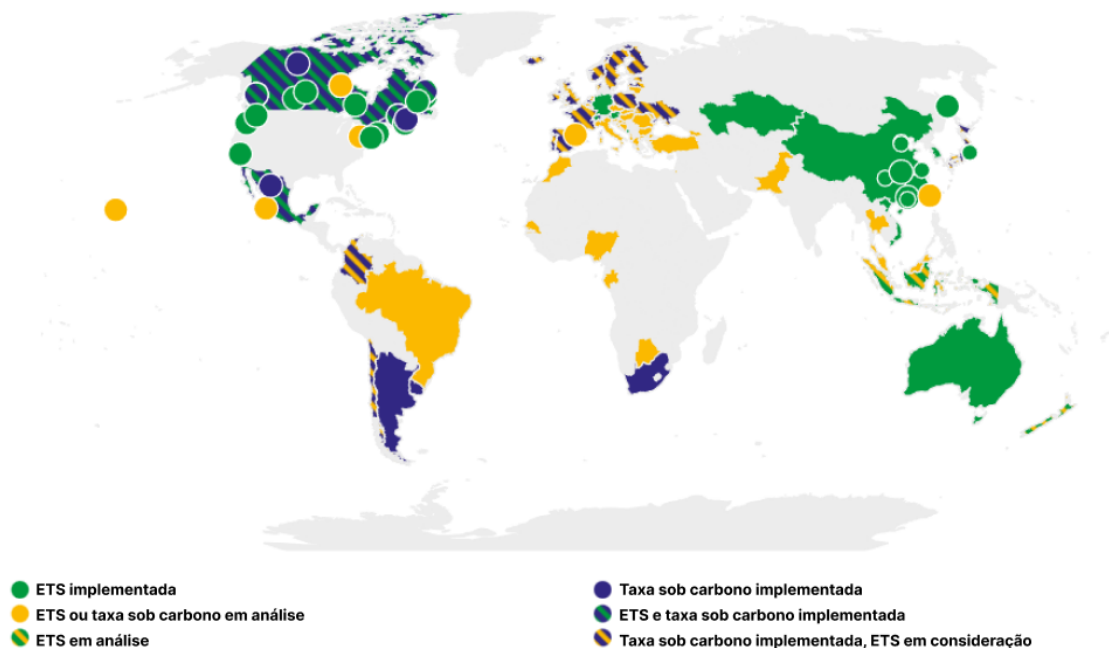 ETS implementada
ETS ou taxa sob carbono em análise
ETS em análise
Taxa sob carbono implementada
ETS e taxa sob carbono implementada
Taxa sob carbono implementada, ETS em consideração